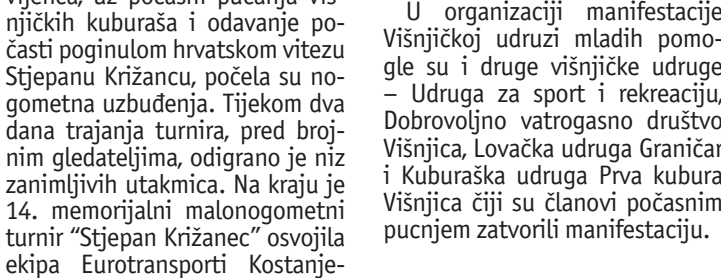 vijenca, uz počasni pucanj viš-
njičkih kuburaša i odavanje po-
časti poginulom hrvatskom vitezu
Stjepanu Križancu, počela su no-
gometna uzbuđenja. Tijekom dva
dana trajanja turnira, pred broj-
nim gledateljima, odigrano je niz
zanimljivih utakmica. Na kraju je
14. memorijalni malonogometni
turnir “Stjepan Križanec” osvojila
ekipa Eurotransporti Kostanje-
U organizaciji manifestacije
Višnjičkoj udruzi mladih pomo-
gle su i druge višnjičke udruge
– Udruga za sport i rekreaciju,
Dobrovoljno vatrogasno društvo
Višnjica, Lovačka udruga Graničar
i Kuburaška udruga Prva kubura
Višnjica čiji su članovi počasnim
pucnjem zatvorili manifestaciju.